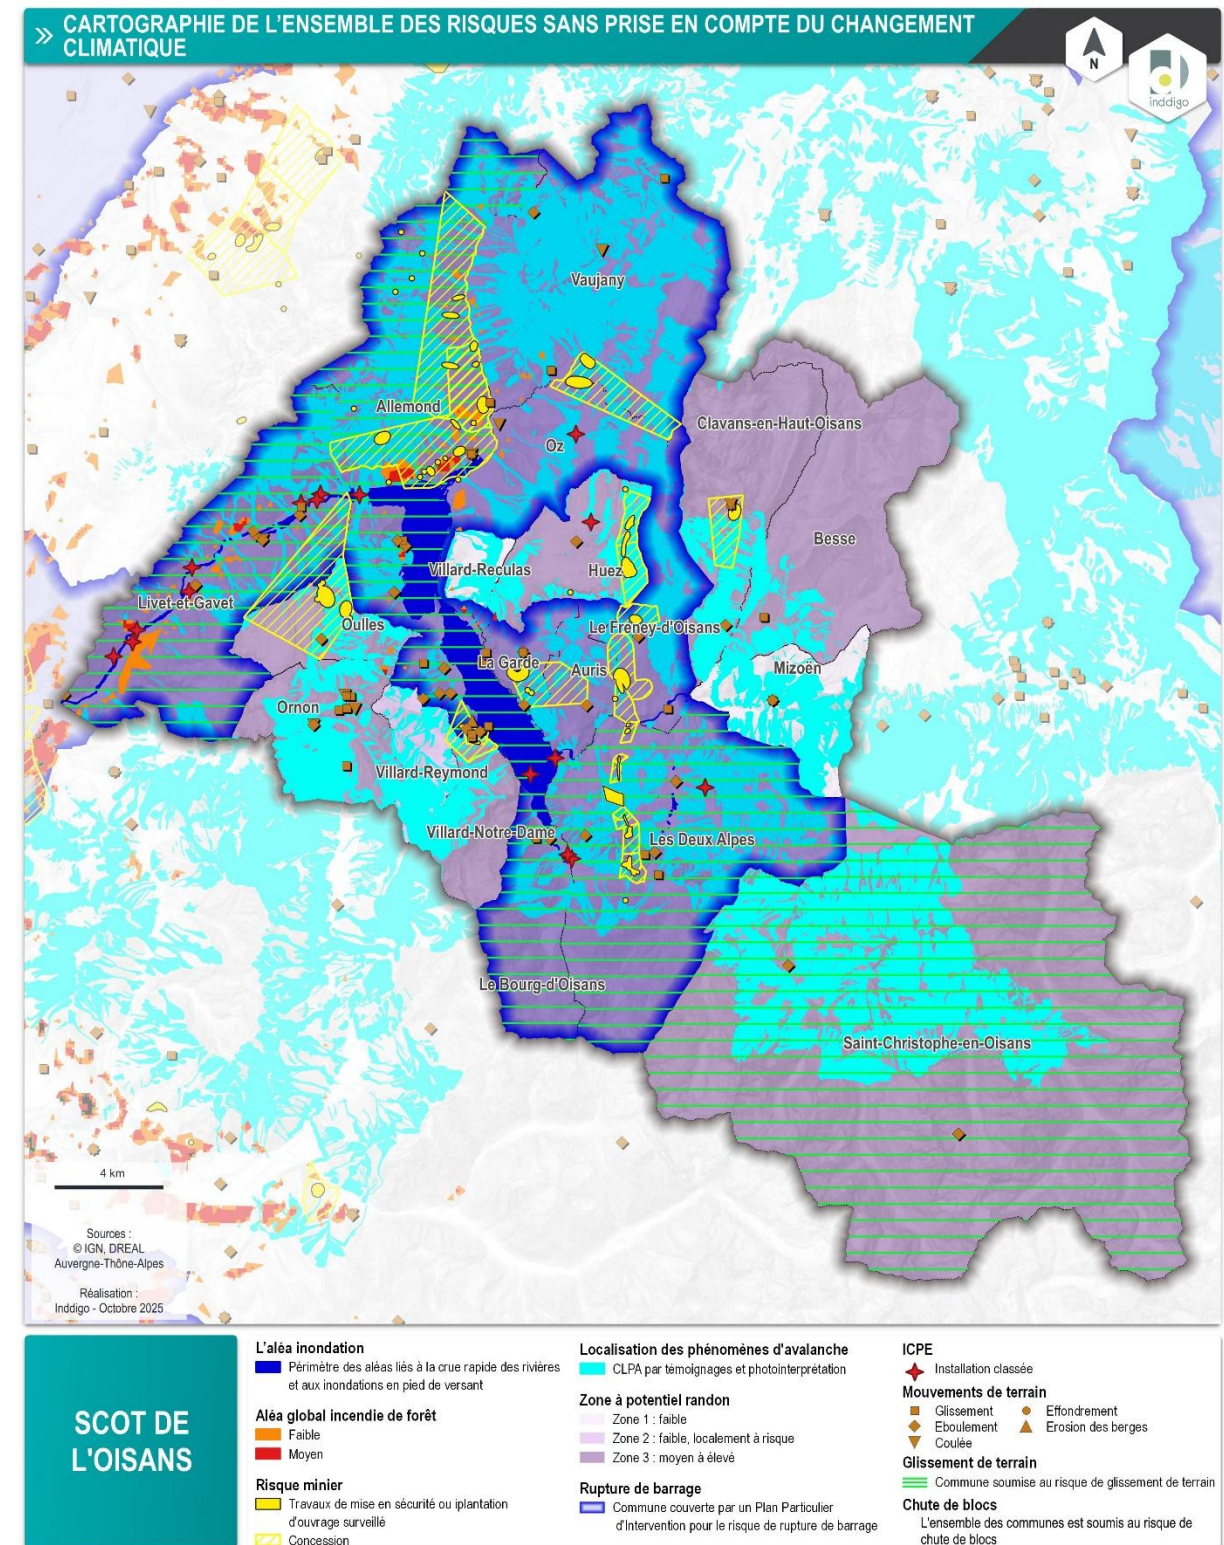 CARTOGRAPHIE DE L'ENSEMBLE DES RISQUES SANS PRISE EN COMPTE DU CHANGEMENT
CLIMATIQUE
N
inddigo
Vaujany
Allemond
Clavans-en-Haut-Oisans
Oz
Besse
Villard-Reculas
Huez
Livet-et-Gavet
Oulles
Le Freney-d'Oisans
La Garde
Auris
Mizoën
Ornon
Villard-Reymond
Villard-Notre-Dame
Les Deux Alpes
Le Bourg-d'Oisans
Saint-Christophe-en-Oisans
4 km
Sources :
© IGN, DREAL
Auvergne-Thône-Alpes
Réalisation :
Inddigo - Octobre 2025
SCOT DE
L'OISANS
L'aléa inondation
Périmètre des aléas liés à la crue rapide des rivières
et aux inondations en pied de versant
Aléa global incendie de forêt
Faible
Moyen
Risque minier
Travaux de mise en sécurité ou iplantation
d'ouvrage surveillé
Concession
Localisation des phénomènes d'avalanche
CLPA par témoignages et photointerprétation
Zone à potentiel randon
Zone 1 : faible
Zone 2 : faible, localement à risque
Zone 3 : moyen à élevé
Rupture de barrage
Commune couverte par un Plan Particulier
d'Intervention pour le risque de rupture de barrage
ICPE
Installation classée
Mouvements de terrain
Glissement
Effondrement
Eboulement
Erosion des berges
Coulée
Glissement de terrain
Commune soumise au risque de glissement de terrain
Chute de blocs
L'ensemble des communes est soumis au risque de
chute de blocs